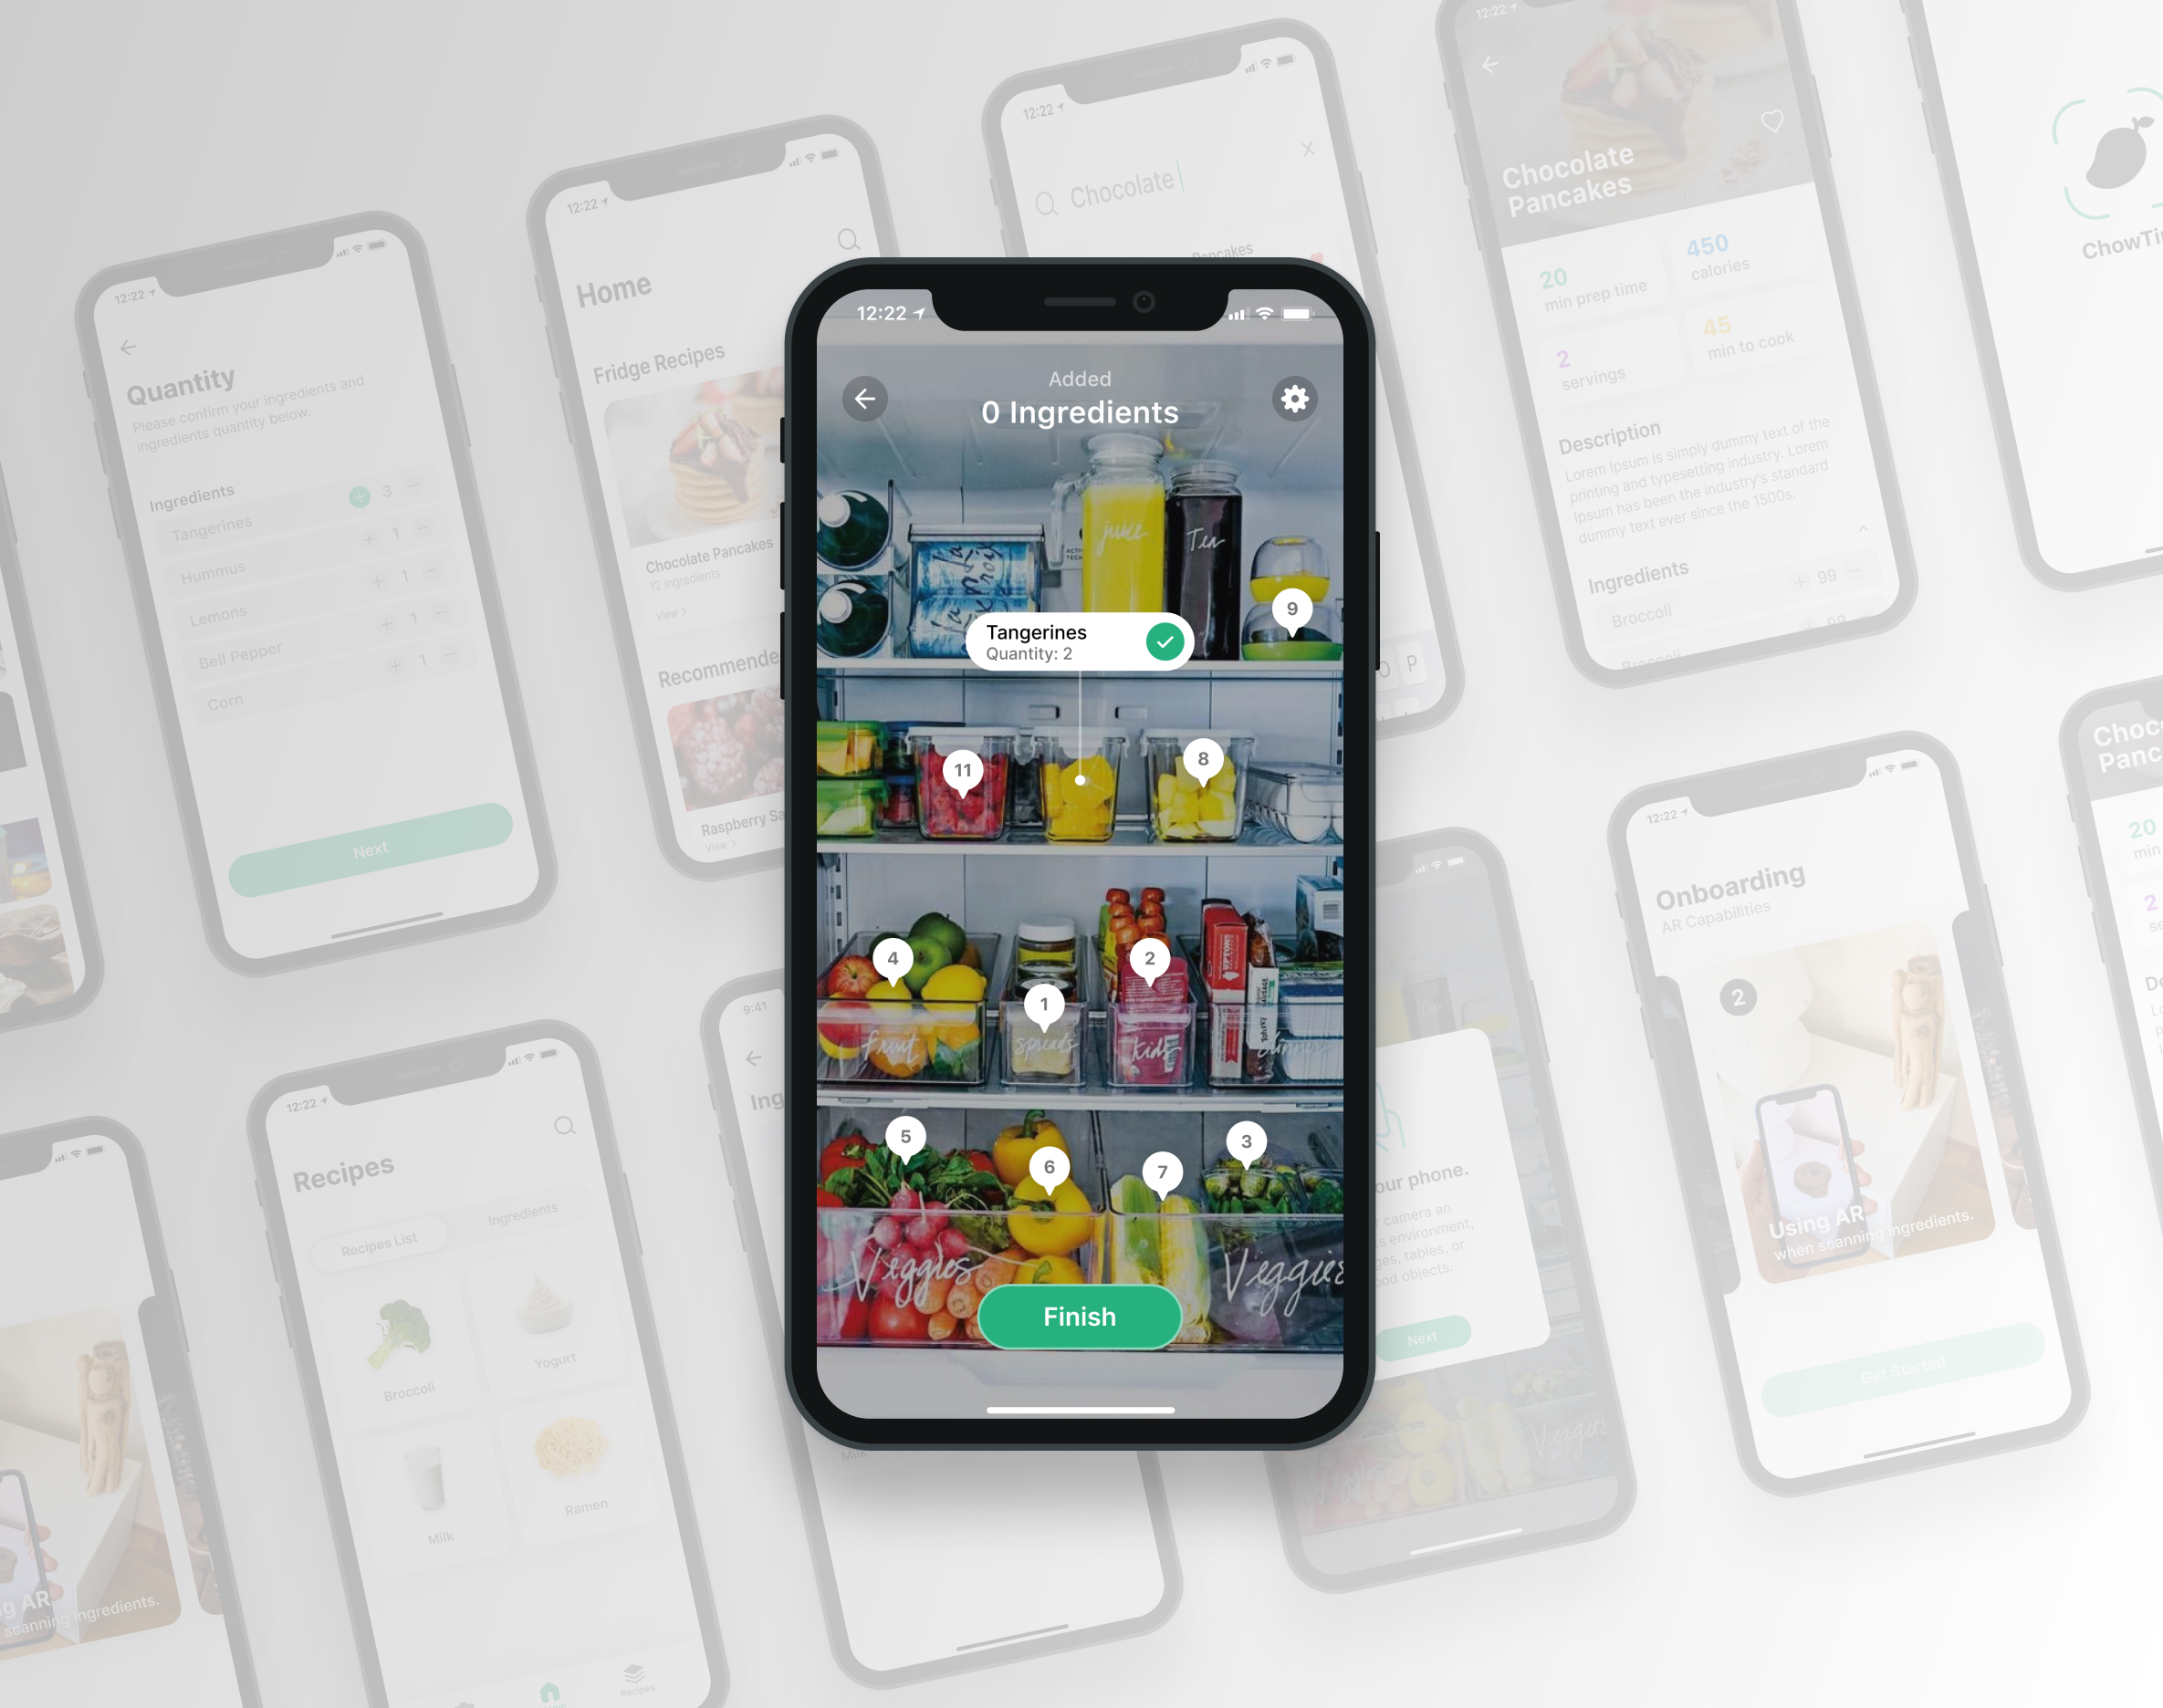 12:22
Added
0 Ingredients
juice
Tea
Tangerines
Quantity: 2
9
11
8
4
2
1
fruit
spreads
kids
5
6
7
3
Veggies
Veggies
Finish
12:22
Quantity
Please confirm your ingredients and
ingredients quantity below.
Ingredients
Tangerines
3
Hummus
1
Lemons
1
Bell Pepper
1
Corn
1
Next
12:22
Home
Fridge Recipes
Chocolate Pancakes
12 ingredients
View
Recommende
Raspberry Sa
View
12:22
Chocolate
Pancakes
O P
12:22
Chocolate
Pancakes
20
min prep time
450
calories
2
servings
45
min to cook
Description
Lorem Ipsum is simply dummy text of the
printing and typesetting industry. Lorem
Ipsum has been the industry's standard
dummy text ever since the 1500s.
Ingredients
Broccoli
99
Broccoli
99
ChowTi
g AR
scanning ingredients.
12:22
Recipes
Recipes List
Ingredients
Broccoli
Yogurt
Milk
Ramen
Recipes
9:41
Ing
Milk
our phone.
r camera an
s environment,
ges, tables, or
od objects.
Next
Veggies
12:22
Onboarding
AR Capabilities
2
Using AR
when scanning ingredients.
Get Started
Choc
Panc
20
min
2
se
De